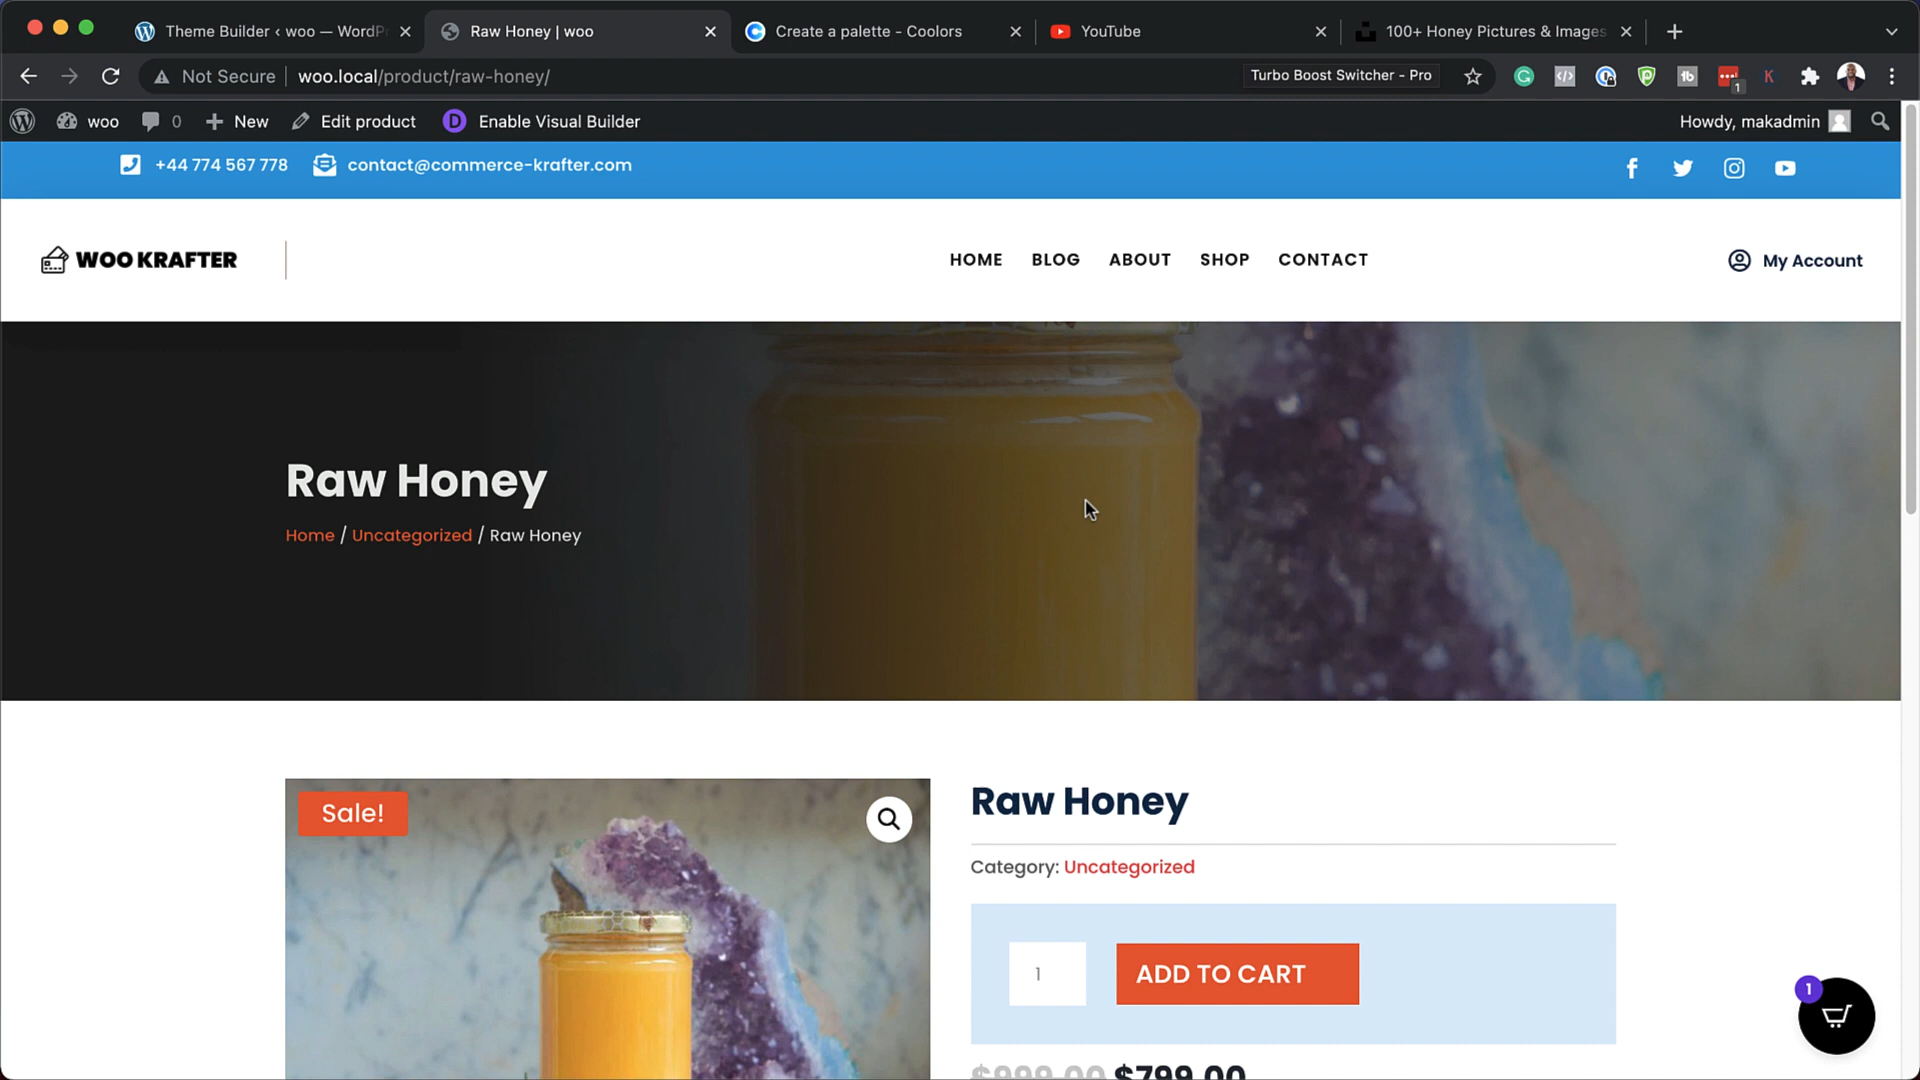 Theme Builder ‹ woo — WordP
Raw Honey | woo
Create a palette - Coolors
YouTube
100+ Honey Pictures & Images
Not Secure
woo.local/product/raw-honey/
Turbo Boost Switcher - Pro
1
woo
0
New
Edit product
Enable Visual Builder
Howdy, makadmin
+44 774 567 778
contact@commerce-krafter.com
WOO KRAFTER
HOME
BLOG
ABOUT
SHOP
CONTACT
My Account
Raw Honey
Home / Uncategorized / Raw Honey
Sale!
Raw Honey
Category: Uncategorized
1
ADD TO CART
1
$999.00 $799.00